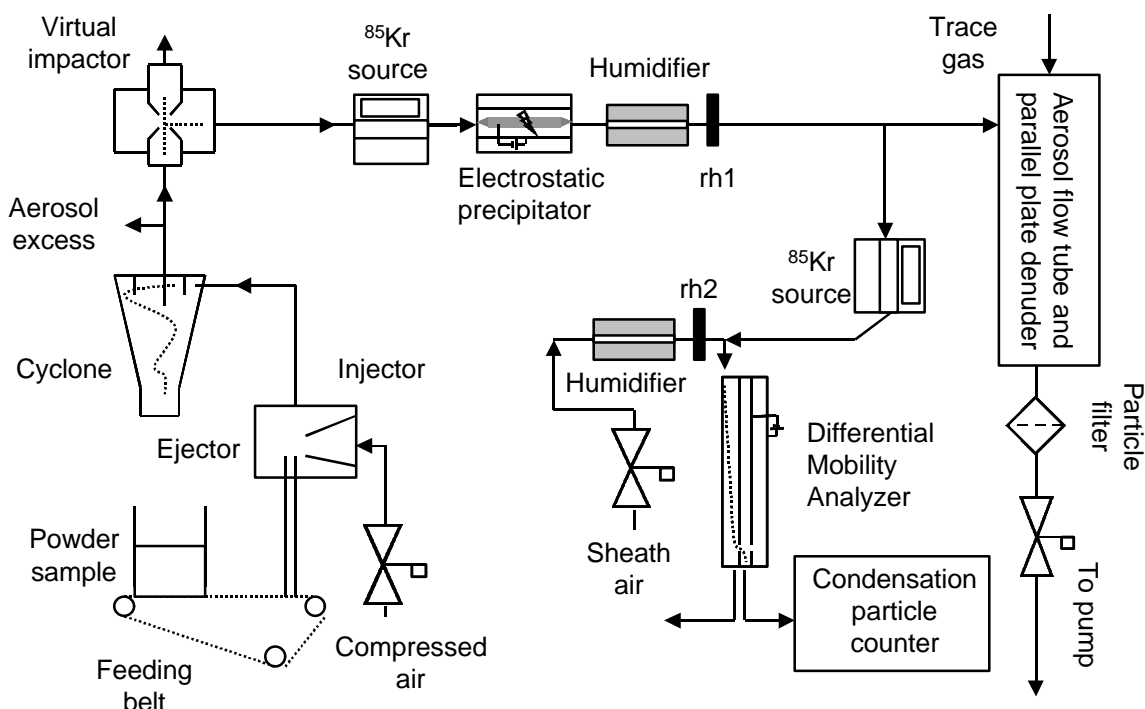 Virtual
impactor
85Kr
source
Humidifier
Trace
gas
Aerosol flow tube and
parallel plate denuder
Electrostatic
precipitator
rh1
Aerosol
excess
85Kr
source
rh2
Cyclone
Injector
Humidifier
Particle
filter
Ejector
Differential
Mobility
Analyzer
Powder
sample
Sheath
air
Condensation
particle
counter
To pump
Compressed
air
Feeding
belt